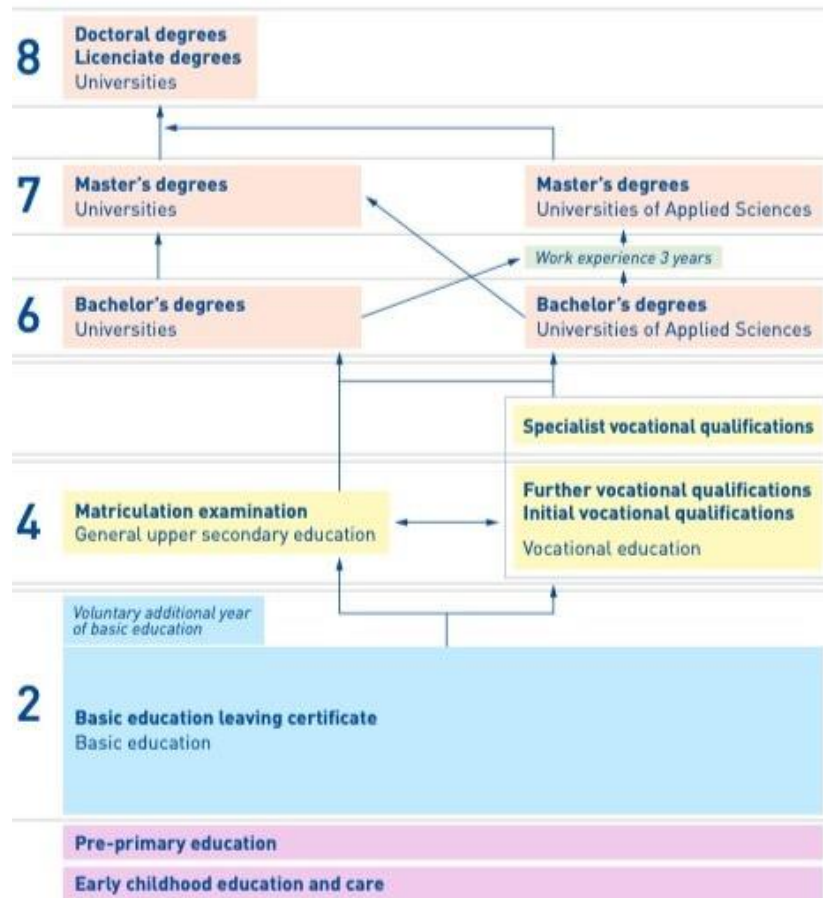 8
Doctoral degrees
Licenciate degrees
Universities
7
Master's degrees
Universities
Master's degrees
Universities of Applied Sciences
Work experience 3 years
6
Bachelor's degrees
Universities
Bachelor's degrees
Universities of Applied Sciences
Specialist vocational qualifications
4
Matriculation examination
General upper secondary education
Further vocational qualifications
Initial vocational qualifications
Vocational education
Voluntary additional year
of basic education
2
Basic education leaving certificate
Basic education
Pre-primary education
Early childhood education and care